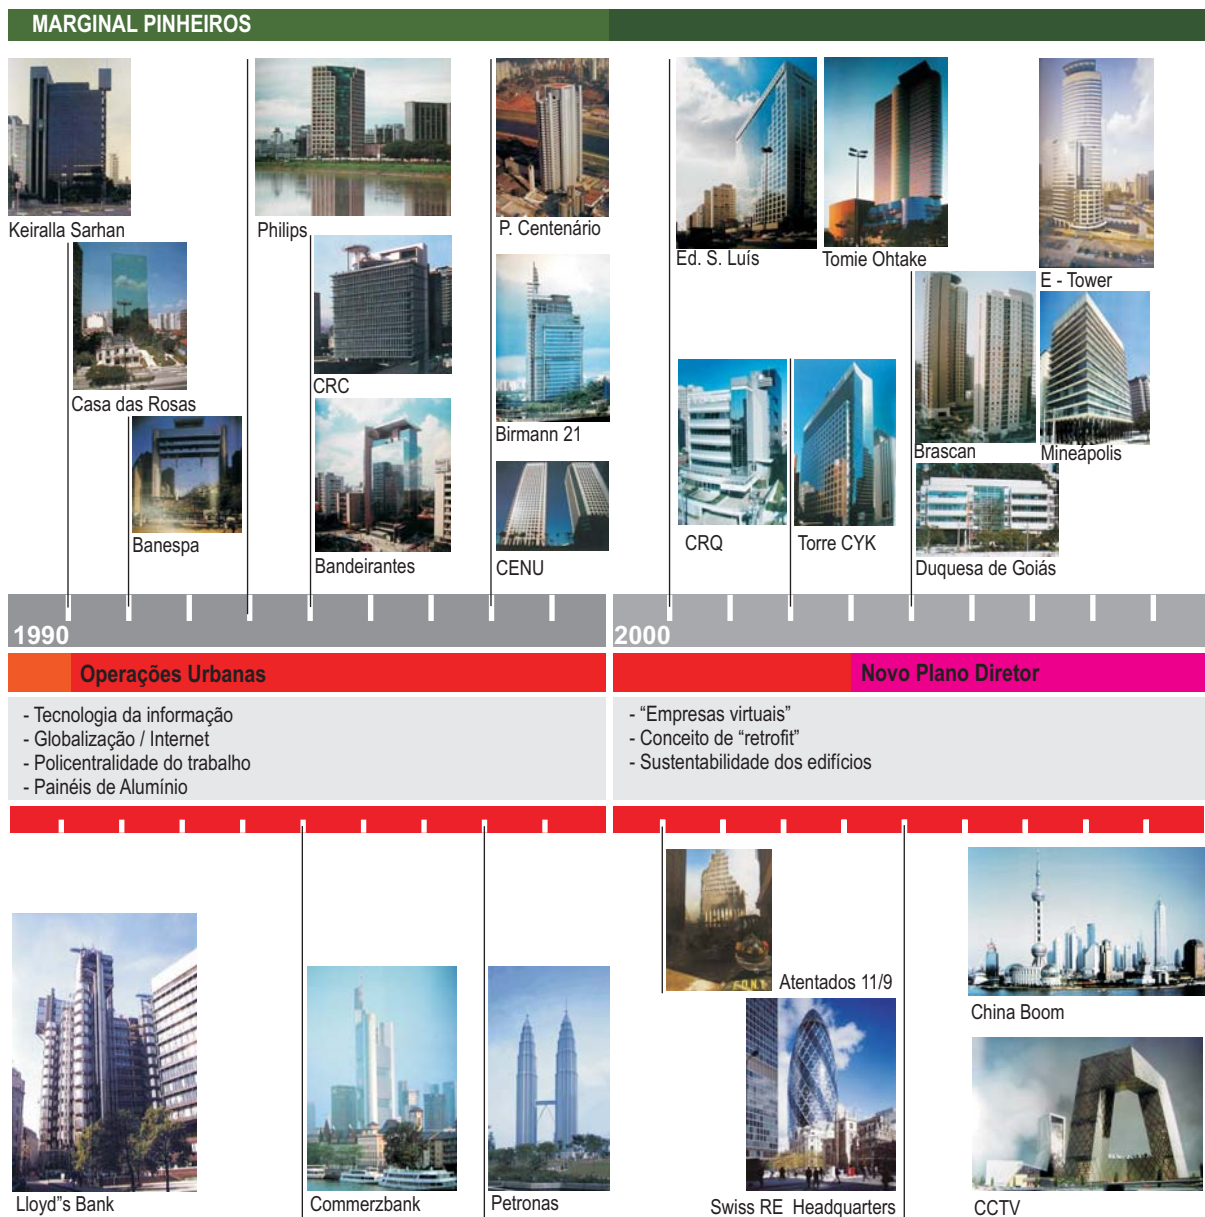 MARGINAL PINHEIROS
Keiralla Sarhan
Philips
P. Centenário
Ed. S. Luís
Tomie Ohtake
E - Tower
Casa das Rosas
CRC
Birmann 21
Brascan
Mineápolis
Banespa
Bandeirantes
CENU
CRQ
Torre CYK
Duquesa de Goiás
1990
2000
Operações Urbanas
Novo Plano Diretor
- Tecnologia da informação
- Globalização / Internet
- Policentralidade do trabalho
- Painéis de Alumínio
- “Empresas virtuais”
- Conceito de “retrofit”
- Sustentabilidade dos edifícios
Atentados 11/9
China Boom
Lloyd"s Bank
Commerzbank
Petronas
Swiss RE Headquarters
CCTV